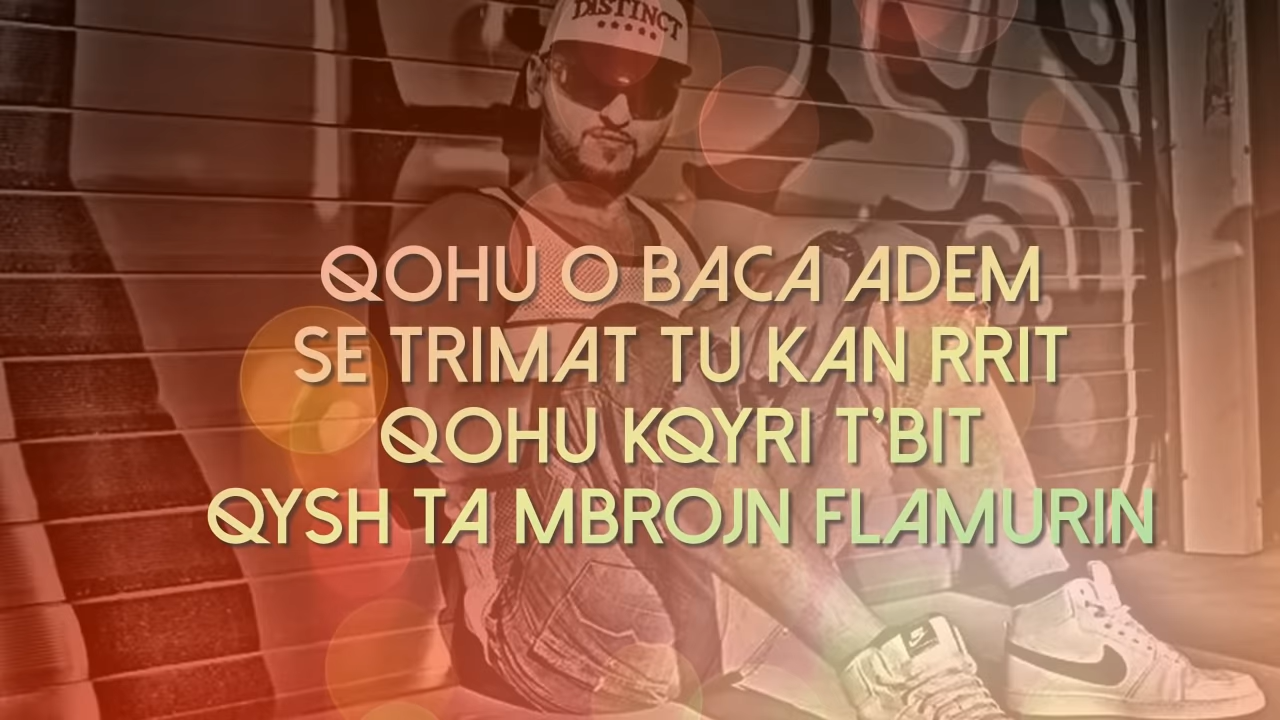 DISTINCT
QOHU O BACA ADEM
SE TRIMAT TU KAN RRIT
QOHU KQYRI T'BIT
QYSH TA MBROJN FLAMURIN